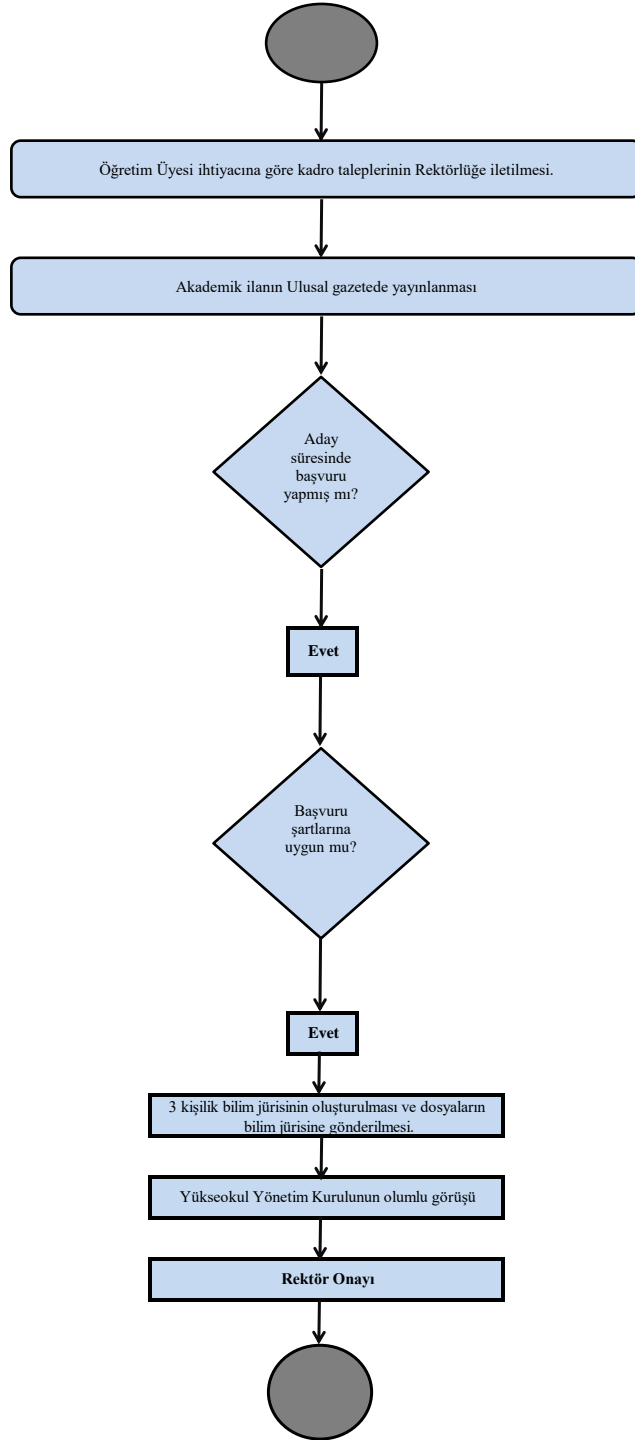 Öğretim Üyesi ihtiyacına göre kadro taleplerinin Rektörlüğe iletilmesi.
Akademik ilanın Ulusal gazetede yayınlanması
Aday
süresinde
başvuru
yapmış mı?
Evet
Başvuru
şartlarına
uygun mu?
Evet
3 kişilik bilim jürisinin oluşturulması ve dosyaların
bilim jürisine gönderilmesi.
Yükseokul Yönetim Kurulunun olumlu görüşü
Rektör Onayı